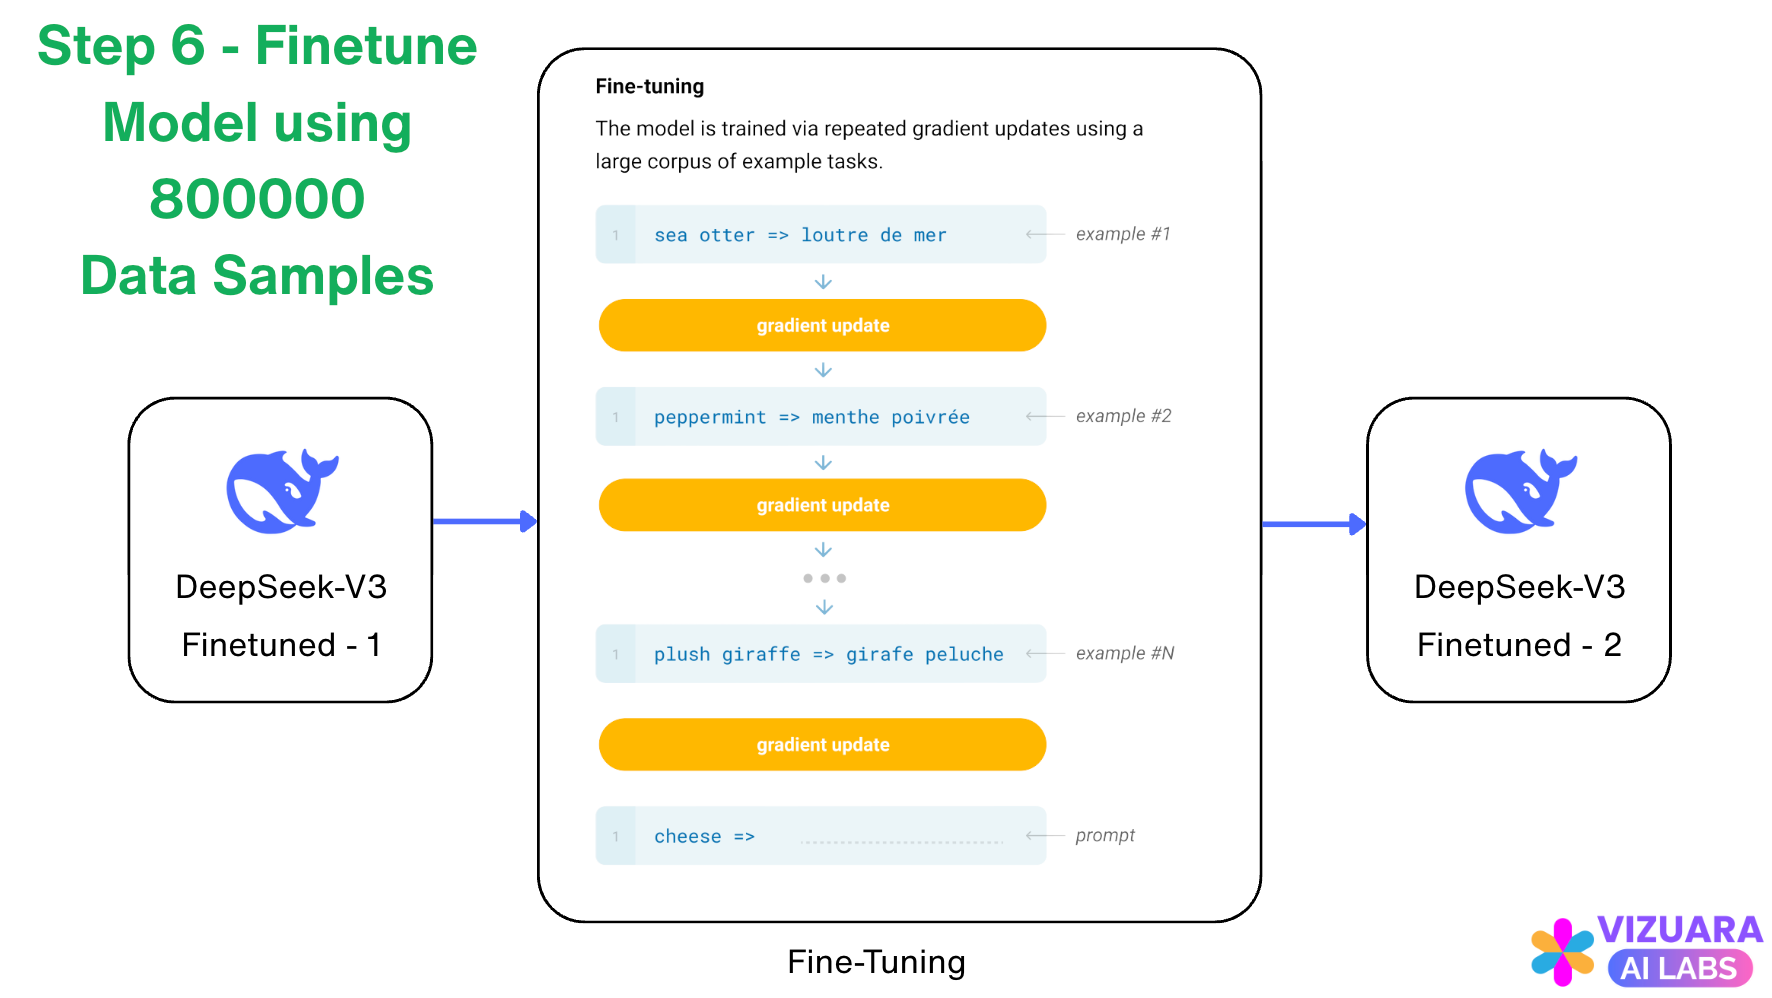 Step 6 - Finetune
Model using
800000
Data Samples
Fine-tuning
The model is trained via repeated gradient updates using a
large corpus of example tasks.
1 sea otter => loutre de mer example #1
gradient update
1 peppermint => menthe poivrée example #2
gradient update
1 plush giraffe => girafe peluche example #N
gradient update
1 cheese => prompt
DeepSeek-V3
Finetuned - 1
DeepSeek-V3
Finetuned - 2
Fine-Tuning
VIZUARA
AI LABS